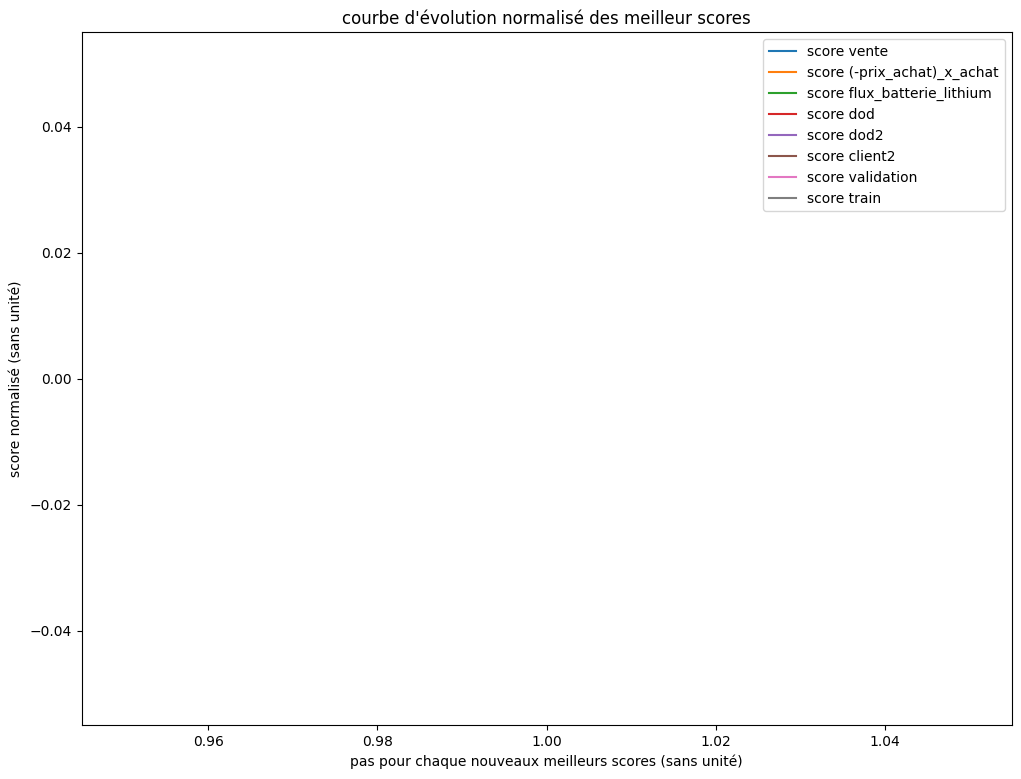 courbe d'évolution normalisé des meilleur scores
score vente
score (-prix_achat)_x_achat
score flux_batterie_lithium
score dod
score dod2
score client2
score validation
score train
score normalisé (sans unité)
0.04
0.02
0.00
−0.02
−0.04
0.96
0.98
1.00
1.02
1.04
pas pour chaque nouveaux meilleurs scores (sans unité)